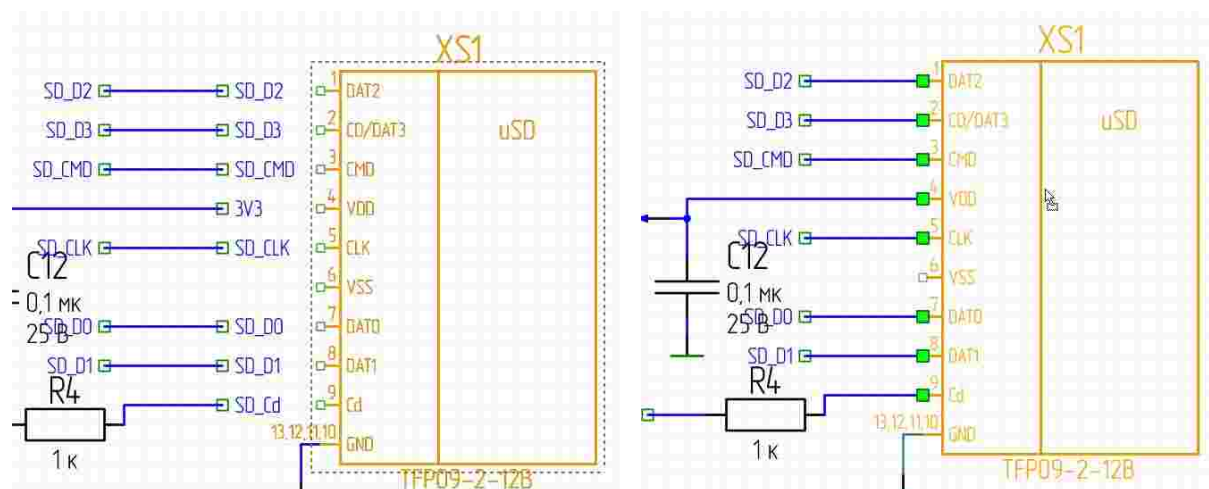 XS1
SD_D2 SD_D2 1 DAT2
SD_D3 SD_D3 2 CD/DAT3 uSD
SD_CMD SD_CMD 3 CMD
3V3 4 VDD
SD_CLK SD_CLK 5 CLK
C12
6 VSS
0,1 мк
25 В
SD_D0 SD_D0 7 DAT0
SD_D1 SD_D1 8 DAT1
R4
SD_Cd 9 Cd
13,12,11,10 GND
1 к
TFP09-2-12B
XS1
SD_D2 1 DAT2
SD_D3 2 CD/DAT3 uSD
SD_CMD 3 CMD
4 VDD
SD_CLK 5 CLK
C12
6 VSS
0,1 мк
25 В
SD_D0 7 DAT0
SD_D1 8 DAT1
R4
9 Cd
13,12,11,10 GND
1 к
TFP09-2-12B